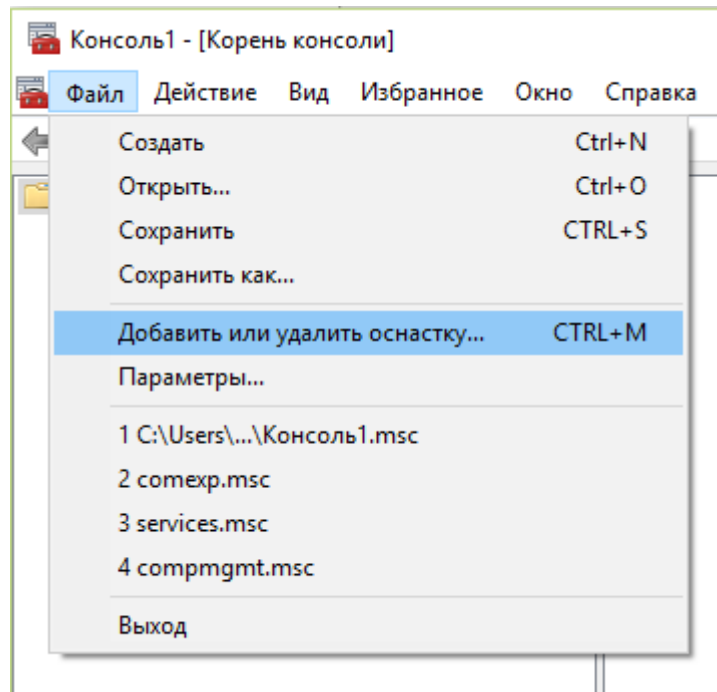 Консоль1 - [Корень консоли]
Файл Действие Вид Избранное Окно Справка
Создать Ctrl+N
Открыть... Ctrl+O
Сохранить CTRL+S
Сохранить как...
Добавить или удалить оснастку... CTRL+M
Параметры...
1 C:\Users\...\Консоль1.msc
2 comexp.msc
3 services.msc
4 compmgmt.msc
Выход